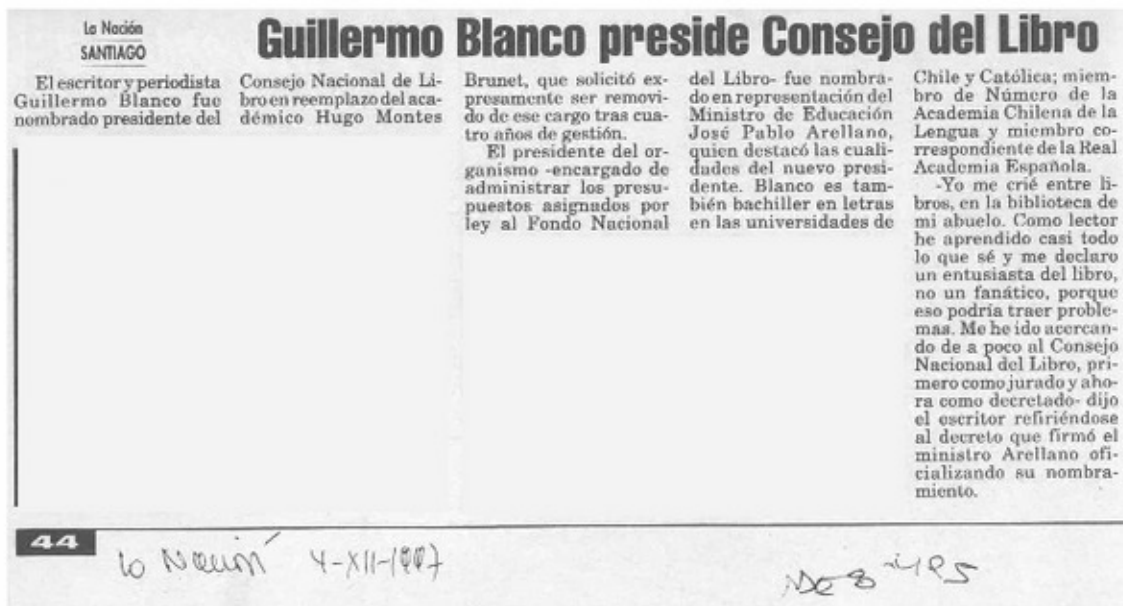 La Nación
SANTIAGO
Guillermo Blanco preside Consejo del Libro
El escritor y periodista
Guillermo Blanco fue
nombrado presidente del
Consejo Nacional de Li-
bro en reemplazo del aca-
démico Hugo Montes
Brunet, que solicitó ex-
presamente ser removi-
do de ese cargo tras cua-
tro años de gestión.
El presidente del or-
ganismo -encargado de
administrar los presu-
puestos asignados por
ley al Fondo Nacional
del Libro- fue nombra-
do en representación del
Ministro de Educación
José Pablo Arellano,
quien destacó las cuali-
dades del nuevo presi-
dente. Blanco es tam-
bién bachiller en letras
en las universidades de
Chile y Católica; miem-
bro de Número de la
Academia Chilena de la
Lengua y miembro co-
rrespondiente de la Real
Academia Española.
-Yo me crié entre li-
bros, en la biblioteca de
mi abuelo. Como lector
he aprendido casi todo
lo que sé y me declaro
un entusiasta del libro,
no un fanático, porque
eso podría traer proble-
mas. Me he ido acercan-
do de a poco al Consejo
Nacional del Libro, pri-
mero como jurado y aho-
ra como decretado- dijo
el escritor refiriéndose
al decreto que firmó el
ministro Arellano ofi-
cializando su nombra-
miento.
44
La Nación 4-XII-1997